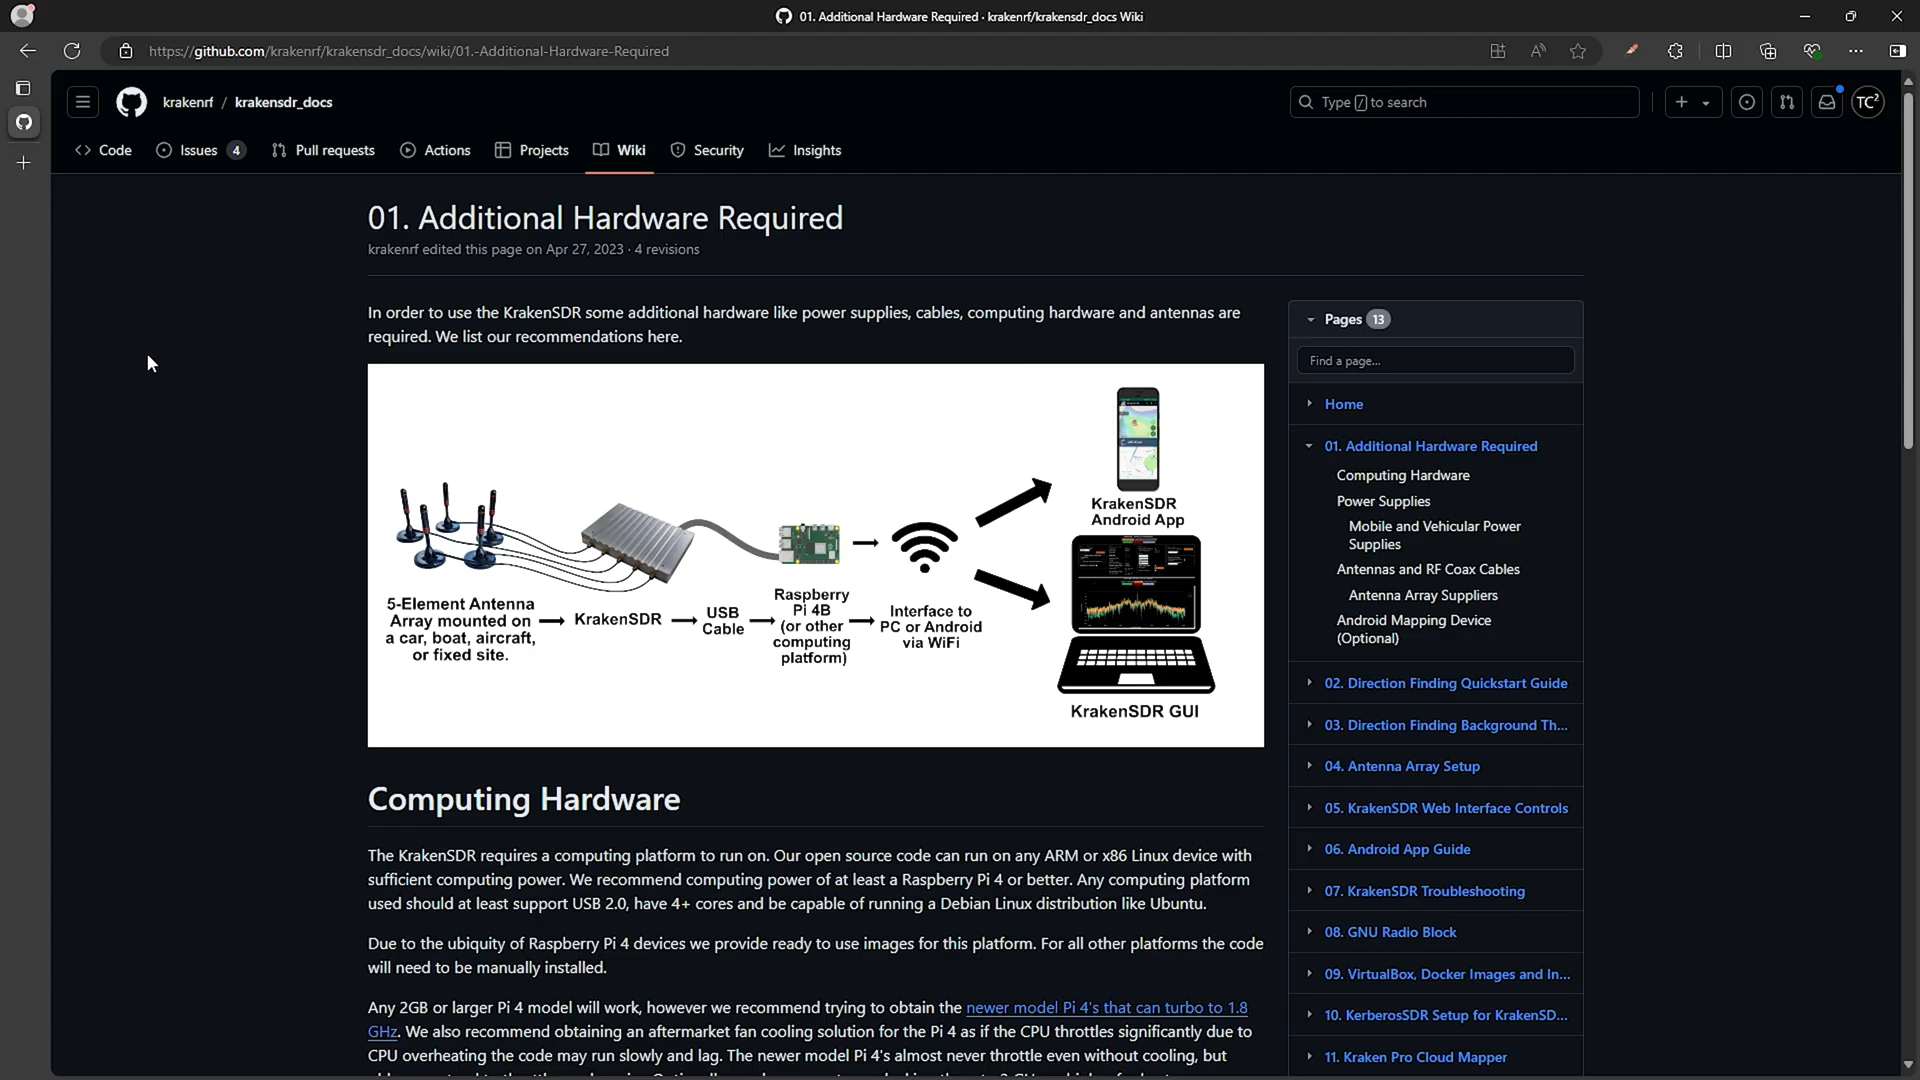 01. Additional Hardware Required · krakenrf/krakensdr_docs Wiki
https://github.com/krakenrf/krakensdr_docs/wiki/01.-Additional-Hardware-Required
krakenrf / krakensdr_docs
Type / to search
TC²
Code
Issues 4
Pull requests
Actions
Projects
Wiki
Security
Insights
01. Additional Hardware Required
krakenrf edited this page on Apr 27, 2023 · 4 revisions
In order to use the KrakenSDR some additional hardware like power supplies, cables, computing hardware and antennas are
required. We list our recommendations here.
KrakenSDR
Android App
5-Element Antenna
Array mounted on
a car, boat, aircraft,
or fixed site.
KrakenSDR
USB
Cable
Raspberry
Pi 4B
(or other
computing
platform)
Interface to
PC or Android
via WiFi
KrakenSDR GUI
Computing Hardware
The KrakenSDR requires a computing platform to run on. Our open source code can run on any ARM or x86 Linux device with
sufficient computing power. We recommend computing power of at least a Raspberry Pi 4 or better. Any computing platform
used should at least support USB 2.0, have 4+ cores and be capable of running a Debian Linux distribution like Ubuntu.
Due to the ubiquity of Raspberry Pi 4 devices we provide ready to use images for this platform. For all other platforms the code
will need to be manually installed.
Any 2GB or larger Pi 4 model will work, however we recommend trying to obtain the newer model Pi 4's that can turbo to 1.8
GHz. We also recommend obtaining an aftermarket fan cooling solution for the Pi 4 as if the CPU throttles significantly due to
CPU overheating the code may run slowly and lag. The newer model Pi 4's almost never throttle even without cooling, but
Pages 13
Find a page...
Home
01. Additional Hardware Required
Computing Hardware
Power Supplies
Mobile and Vehicular Power
Supplies
Antennas and RF Coax Cables
Antenna Array Suppliers
Android Mapping Device
(Optional)
02. Direction Finding Quickstart Guide
03. Direction Finding Background Th...
04. Antenna Array Setup
05. KrakenSDR Web Interface Controls
06. Android App Guide
07. KrakenSDR Troubleshooting
08. GNU Radio Block
09. VirtualBox, Docker Images and In...
10. KerberosSDR Setup for KrakenSD...
11. Kraken Pro Cloud Mapper